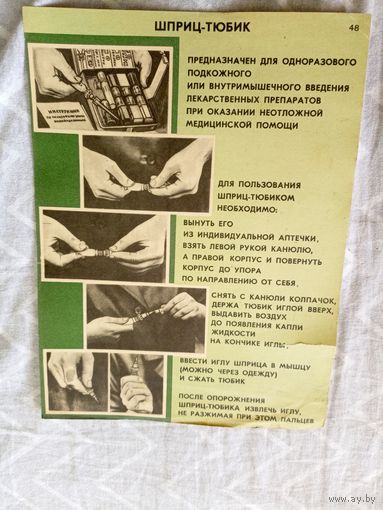 ШПРИЦ-ТЮБИК
48
ПРЕДНАЗНАЧЕН ДЛЯ ОДНОРАЗОВОГО
ПОДКОЖНОГО
ИЛИ ВНУТРИМЫШЕЧНОГО ВВЕДЕНИЯ
ЛЕКАРСТВЕННЫХ ПРЕПАРАТОВ
ПРИ ОКАЗАНИИ НЕОТЛОЖНОЙ
МЕДИЦИНСКОЙ ПОМОЩИ
ДЛЯ ПОЛЬЗОВАНИЯ
ШПРИЦ-ТЮБИКОМ
НЕОБХОДИМО:
ВЫНУТЬ ЕГО
ИЗ ИНДИВИДУАЛЬНОЙ АПТЕЧКИ,
ВЗЯТЬ ЛЕВОЙ РУКОЙ КАНЮЛЮ,
А ПРАВОЙ КОРПУС И ПОВЕРНУТЬ
КОРПУС ДО УПОРА
ПО НАПРАВЛЕНИЮ ОТ СЕБЯ,
СНЯТЬ С КАНЮЛИ КОЛПАЧОК,
ДЕРЖА ТЮБИК ИГЛОЙ ВВЕРХ,
ВЫДАВИТЬ ВОЗДУХ
ДО ПОЯВЛЕНИЯ КАПЛИ
ЖИДКОСТИ
НА КОНЧИКЕ ИГЛЫ,
ВВЕСТИ ИГЛУ ШПРИЦА В МЫШЦУ
(МОЖНО ЧЕРЕЗ ОДЕЖДУ)
И СЖАТЬ ТЮБИК
ПОСЛЕ ОПОРОЖНЕНИЯ
ШПРИЦ-ТЮБИКА ИЗВЛЕЧЬ ИГЛУ,
НЕ РАЗЖИМАЯ ПРИ ЭТОМ ПАЛЬЦЕВ
© www.ay.by